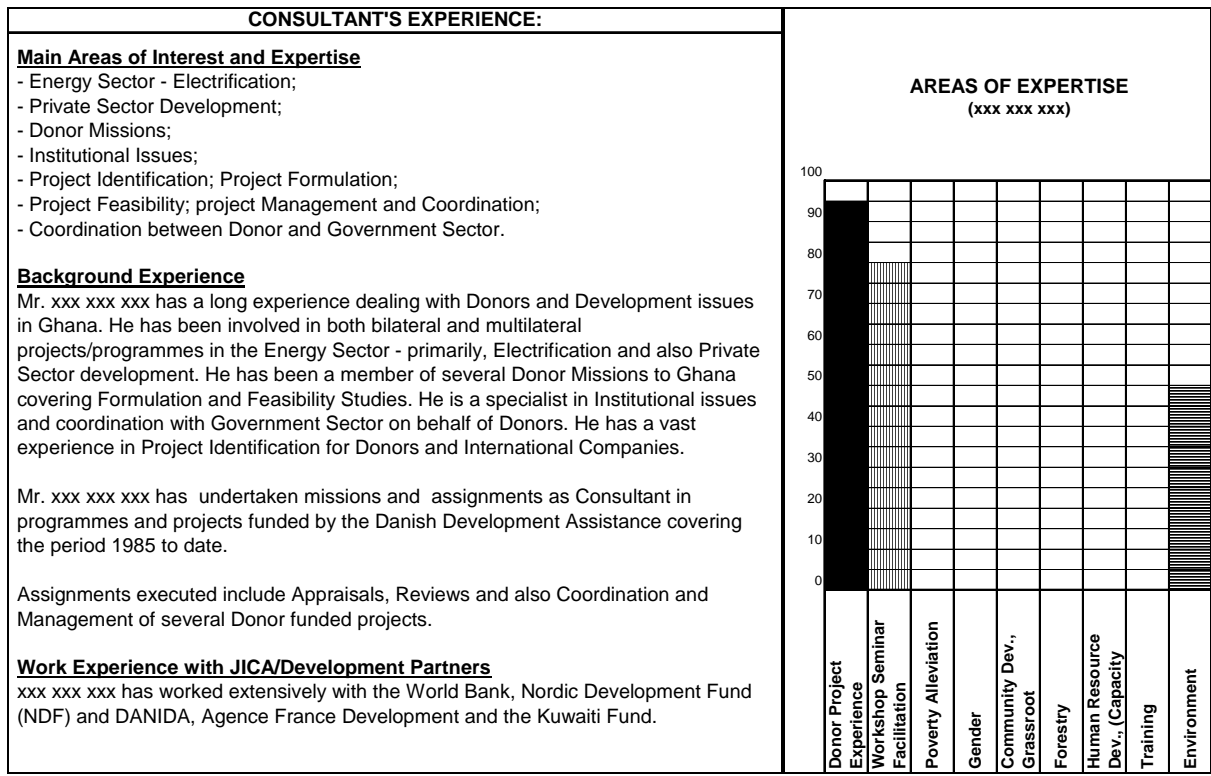 CONSULTANT'S EXPERIENCE:
Main Areas of Interest and Expertise
- Energy Sector - Electrification;
- Private Sector Development;
- Donor Missions;
- Institutional Issues;
- Project Identification; Project Formulation;
- Project Feasibility; project Management and Coordination;
- Coordination between Donor and Government Sector.
Background Experience
Mr. xxx xxx xxx has a long experience dealing with Donors and Development issues
in Ghana. He has been involved in both bilateral and multilateral
projects/programmes in the Energy Sector - primarily, Electrification and also Private
Sector development. He has been a member of several Donor Missions to Ghana
covering Formulation and Feasibility Studies. He is a specialist in Institutional issues
and coordination with Government Sector on behalf of Donors. He has a vast
experience in Project Identification for Donors and International Companies.
Mr. xxx xxx xxx has undertaken missions and assignments as Consultant in
programmes and projects funded by the Danish Development Assistance covering
the period 1985 to date.
Assignments executed include Appraisals, Reviews and also Coordination and
Management of several Donor funded projects.
Work Experience with JICA/Development Partners
xxx xxx xxx has worked extensively with the World Bank, Nordic Development Fund
(NDF) and DANIDA, Agence France Development and the Kuwaiti Fund.
AREAS OF EXPERTISE
(xxx xxx xxx)
100
90
80
70
60
50
40
30
20
10
0
Donor Project
Experience
Workshop Seminar
Facilitation
Poverty Alleviation
Gender
Community Dev.,
Grassroot
Forestry
Human Resource
Dev., (Capacity
Training
Environment